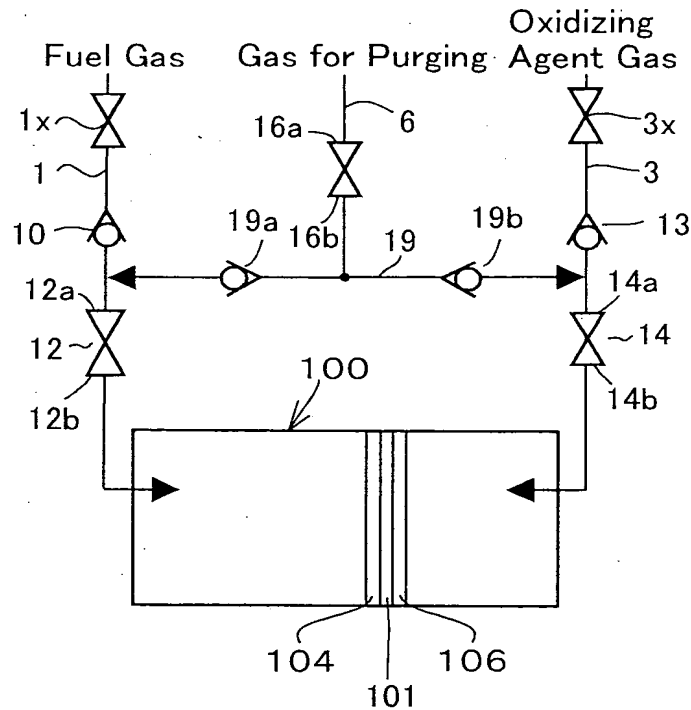 Oxidizing
Fuel Gas Gas for Purging Agent Gas
1x 16a 6 3x
1 3
10 16b 19a 19 19b 13
12a 14a
12 14
12b 14b
100
104 106
101